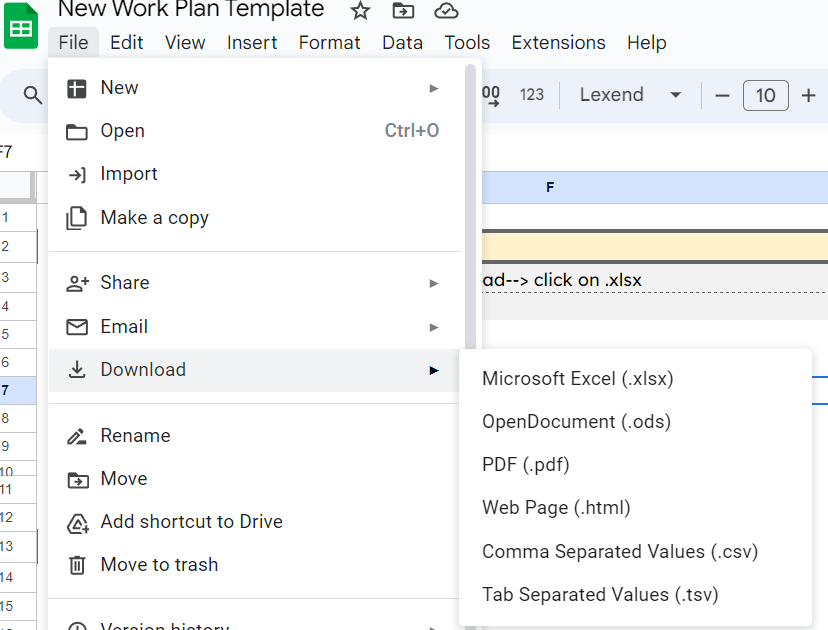 New Work Plan Template
File Edit View Insert Format Data Tools Extensions Help
New
Open Ctrl+O
Import
Make a copy
Share
Email
Download
Rename
Move
Add shortcut to Drive
Move to trash
Version history
Microsoft Excel (.xlsx)
OpenDocument (.ods)
PDF (.pdf)
Web Page (.html)
Comma Separated Values (.csv)
Tab Separated Values (.tsv)
.00 123 Lexend 10
F7
F
ad--> click on .xlsx
1
2
3
4
5
6
7
8
9
10
11
12
13
14
15